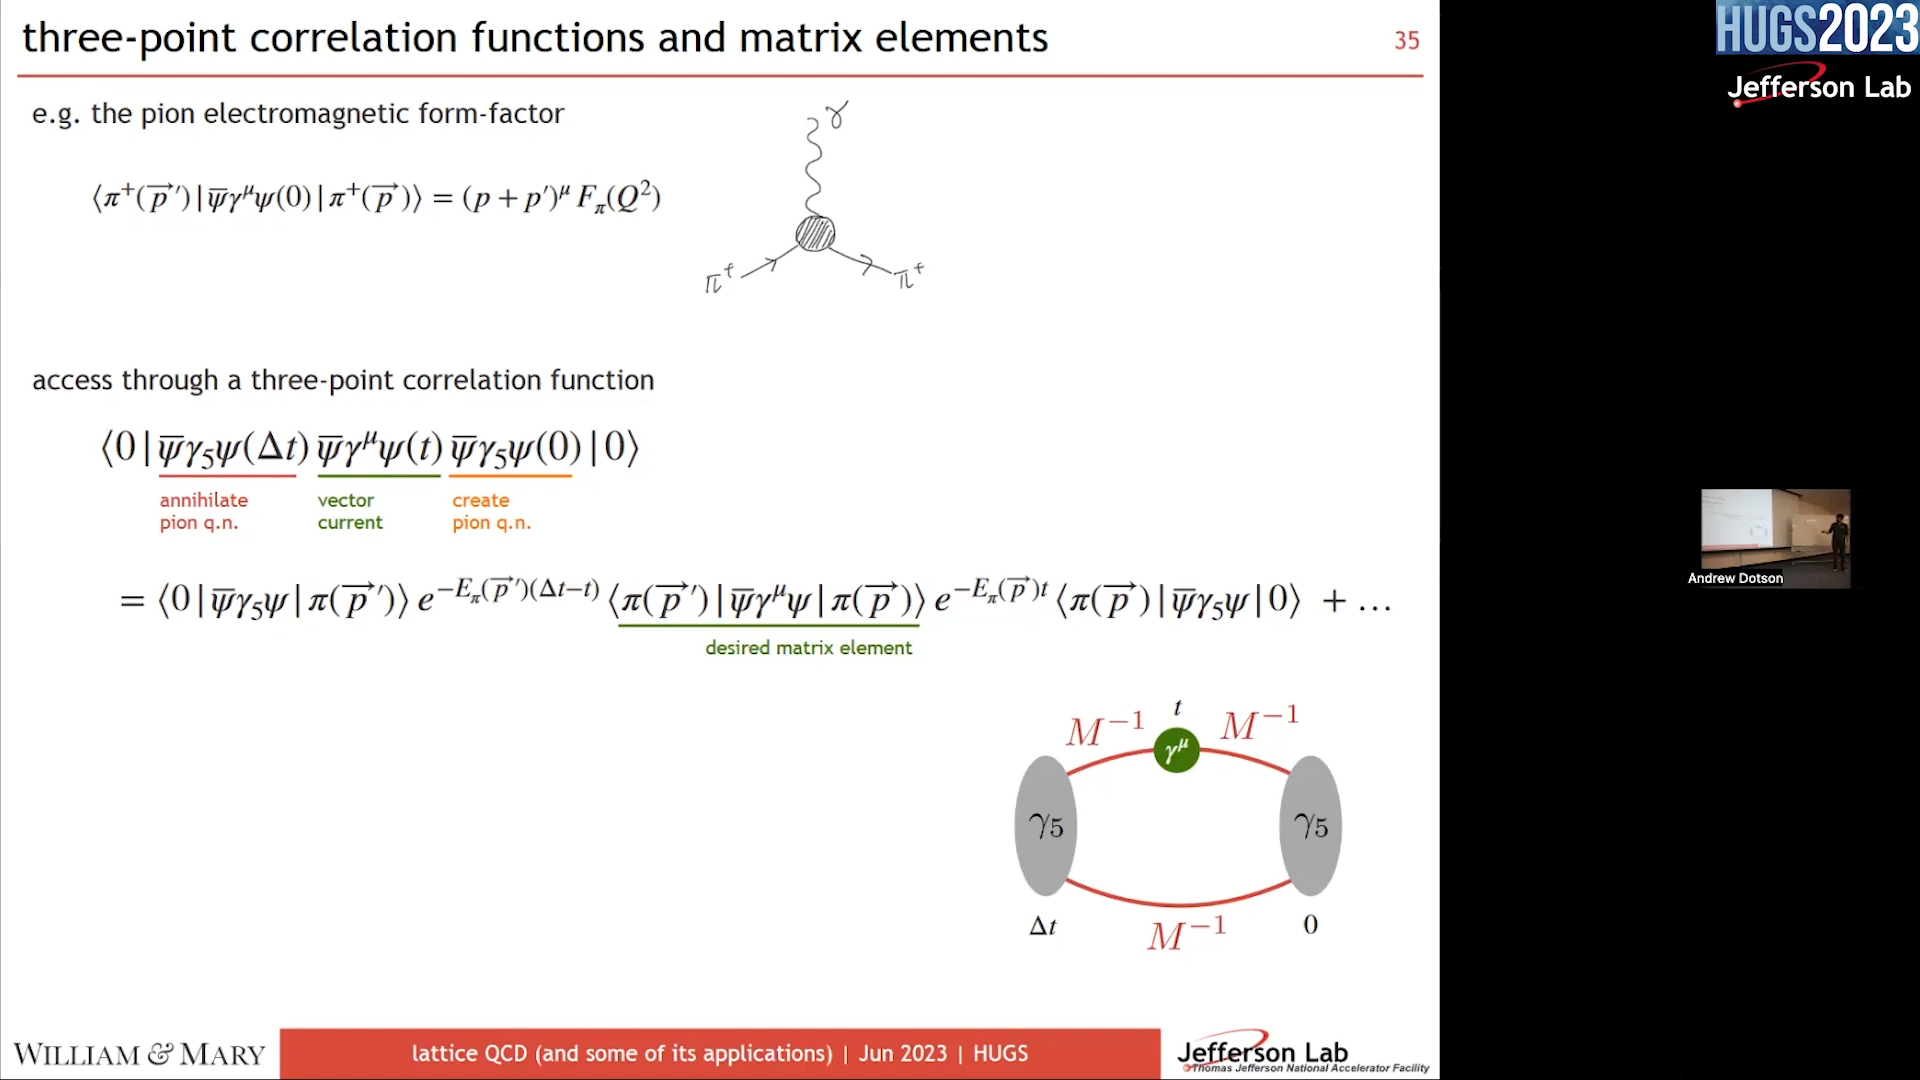 three-point correlation functions and matrix elements
35
HUGS2023
Jefferson Lab
e.g. the pion electromagnetic form-factor
γ
⟨π⁺(p⃗ ′) | ψ̅γ^μψ(0) | π⁺(p⃗ )⟩ = (p + p′)^μ F_π(Q²)
π⁺ π⁺
access through a three-point correlation function
⟨0 | ψ̅γ₅ψ(Δt) ψ̅γ^μψ(t) ψ̅γ₅ψ(0) | 0⟩
annihilate pion q.n.
vector current
create pion q.n.
= ⟨0 | ψ̅γ₅ψ | π(p⃗ ′)⟩ e^{−E_π(p⃗ ′)(Δt−t)} ⟨π(p⃗ ′) | ψ̅γ^μψ | π(p⃗ )⟩ e^{−E_π(p⃗ )t} ⟨π(p⃗ ) | ψ̅γ₅ψ | 0⟩ + …
desired matrix element
Andrew Dotson
t
M⁻¹ γ^μ M⁻¹
γ₅ γ₅
Δt M⁻¹ 0
WILLIAM & MARY
lattice QCD (and some of its applications) | Jun 2023 | HUGS
Jefferson Lab
Thomas Jefferson National Accelerator Facility